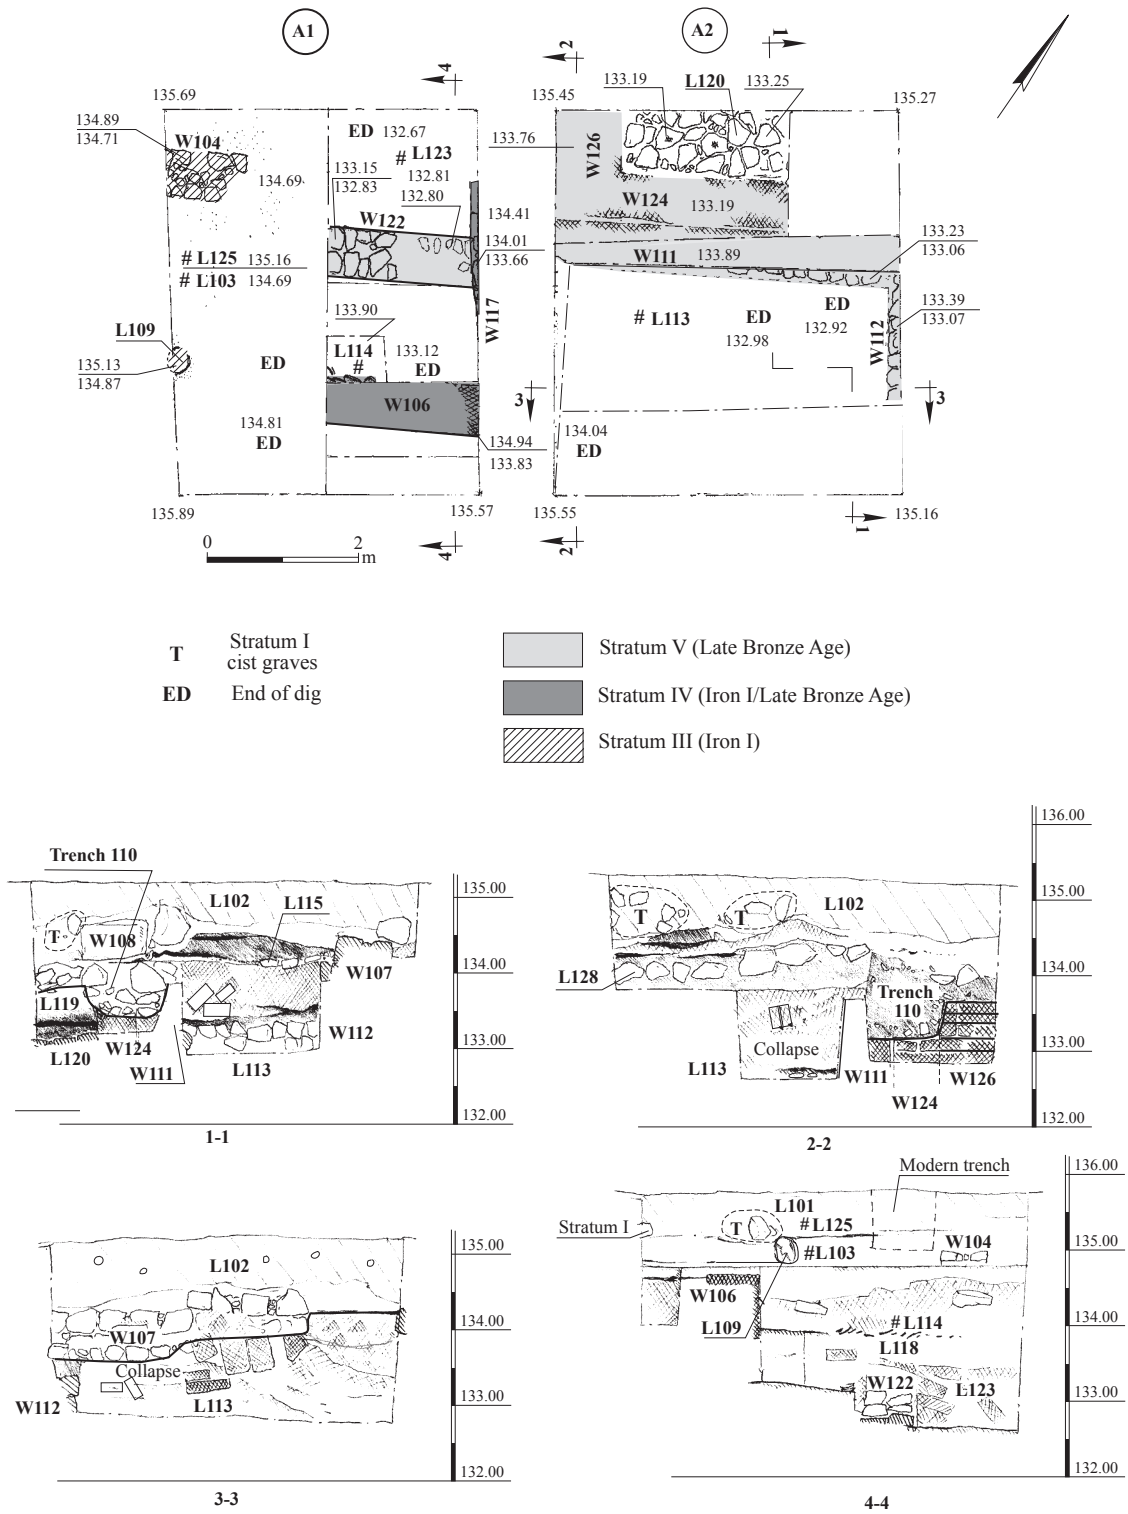 A1
A2
4
2
1
135.69
135.45
133.19
L120
133.25
135.27
134.89
134.71
W104
ED 132.67
# L123
132.81
132.80
133.76
W126
134.69
133.15
132.83
W122
134.41
134.01
133.66
W124
133.19
# L125 135.16
# L103 134.69
W111
133.89
133.23
133.06
L109
135.13
134.87
ED
133.90
L114
#
133.12
ED
W117
# L113
ED
132.98
ED
132.92
W112
133.39
133.07
W106
3
3
134.81
ED
134.94
133.83
134.04
ED
135.89
135.57
135.55
135.16
4
2
1
0
2
m
T
Stratum I
cist graves
ED
End of dig
Stratum V (Late Bronze Age)
Stratum IV (Iron I/Late Bronze Age)
Stratum III (Iron I)
Trench 110
L102
L115
T
W108
W107
L119
L120
W124
W111
L113
W112
135.00
134.00
133.00
132.00
1-1
T
T
L102
L128
Trench
110
Collapse
L113
W111
W124
W126
136.00
135.00
134.00
133.00
132.00
2-2
L102
W107
Collapse
W112
L113
135.00
134.00
133.00
132.00
3-3
Modern trench
Stratum I
L101
T
# L125
# L103
W104
W106
L109
# L114
L118
W122
L123
136.00
135.00
134.00
133.00
132.00
4-4